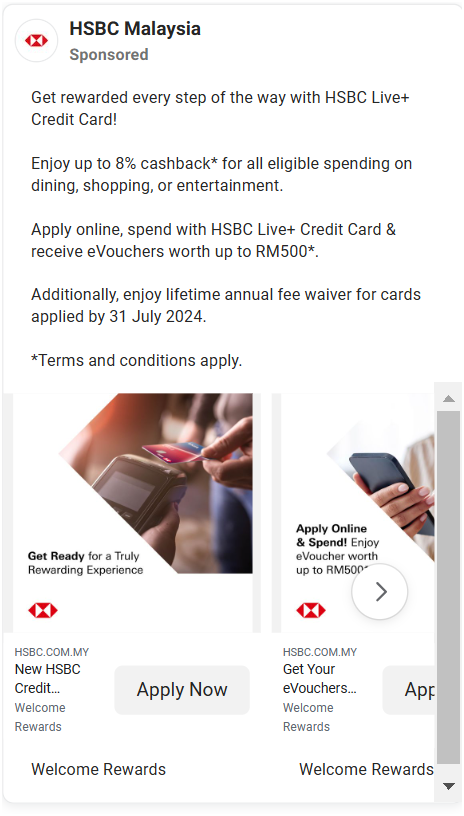 HSBC Malaysia
Sponsored
Get rewarded every step of the way with HSBC Live+
Credit Card!
Enjoy up to 8% cashback* for all eligible spending on
dining, shopping, or entertainment.
Apply online, spend with HSBC Live+ Credit Card &
receive eVouchers worth up to RM500*.
Additionally, enjoy lifetime annual fee waiver for cards
applied by 31 July 2024.
*Terms and conditions apply.
Get Ready for a Truly
Rewarding Experience
Apply Online
& Spend! Enjoy
eVoucher worth
up to RM500*
HSBC.COM.MY
New HSBC
Credit...
Welcome
Rewards
Apply Now
Welcome Rewards
HSBC.COM.MY
Get Your
eVouchers...
Welcome
Rewards
App
Welcome Rewards